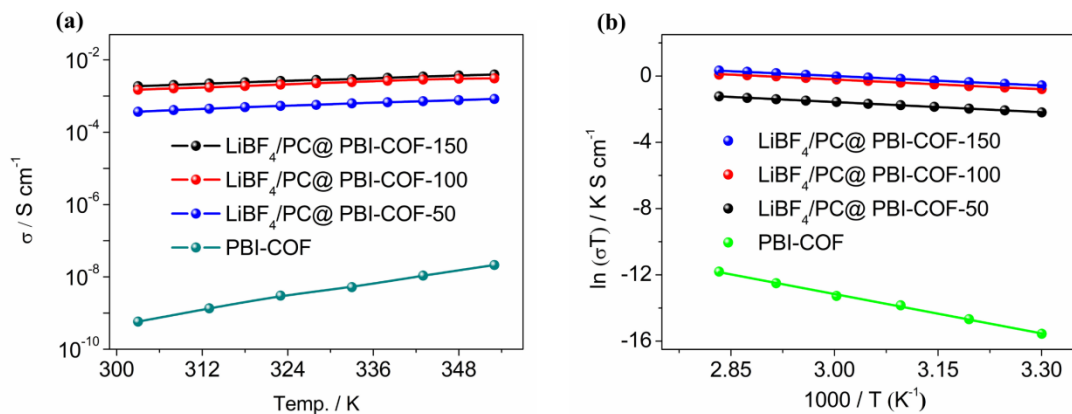 (a)
10⁻²
10⁻⁴
10⁻⁶
10⁻⁸
10⁻¹⁰
σ / S cm⁻¹
LiBF₄/PC@ PBI-COF-150
LiBF₄/PC@ PBI-COF-100
LiBF₄/PC@ PBI-COF-50
PBI-COF
300 312 324 336 348
Temp. / K
(b)
0
-4
-8
-12
-16
ln (σT) / K S cm⁻¹
LiBF₄/PC@ PBI-COF-150
LiBF₄/PC@ PBI-COF-100
LiBF₄/PC@ PBI-COF-50
PBI-COF
2.85 3.00 3.15 3.30
1000 / T (K⁻¹)